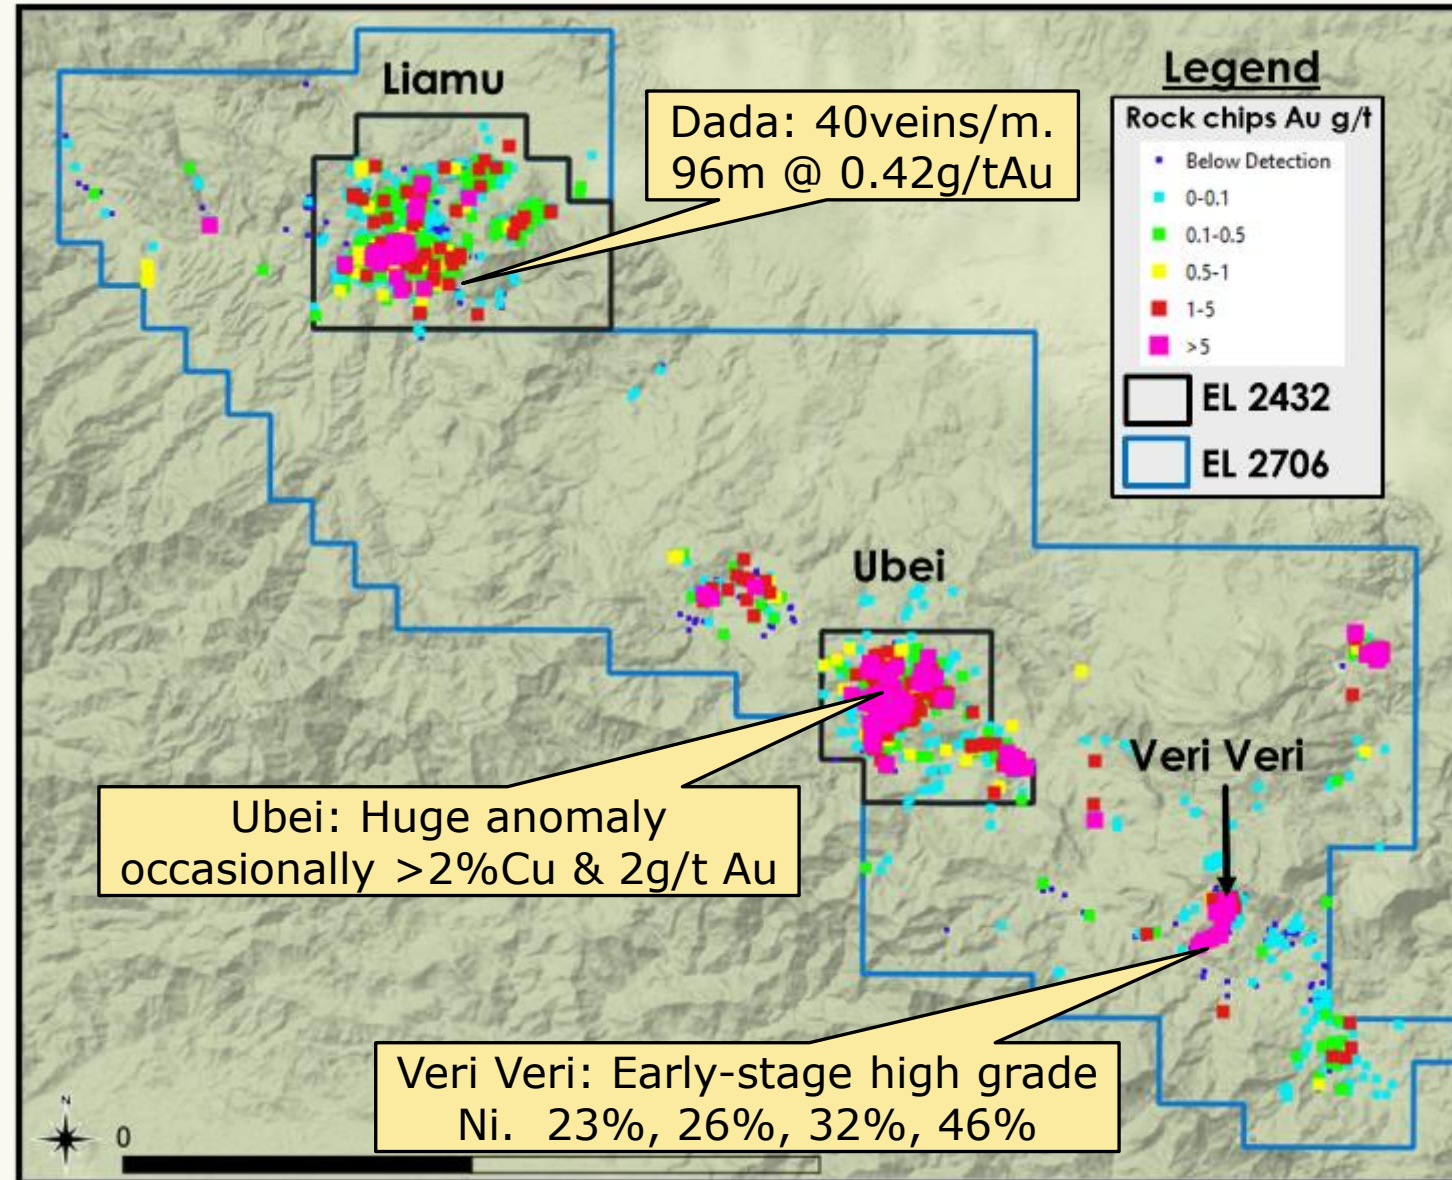 Liamu
Dada: 40veins/m.
96m @ 0.42g/tAu
Legend
Rock chips Au g/t
Below Detection
0-0.1
0.1-0.5
0.5-1
1-5
>5
EL 2432
EL 2706
Ubei
Veri Veri
Ubei: Huge anomaly
occasionally >2%Cu & 2g/t Au
Veri Veri: Early-stage high grade
Ni. 23%, 26%, 32%, 46%
N
0